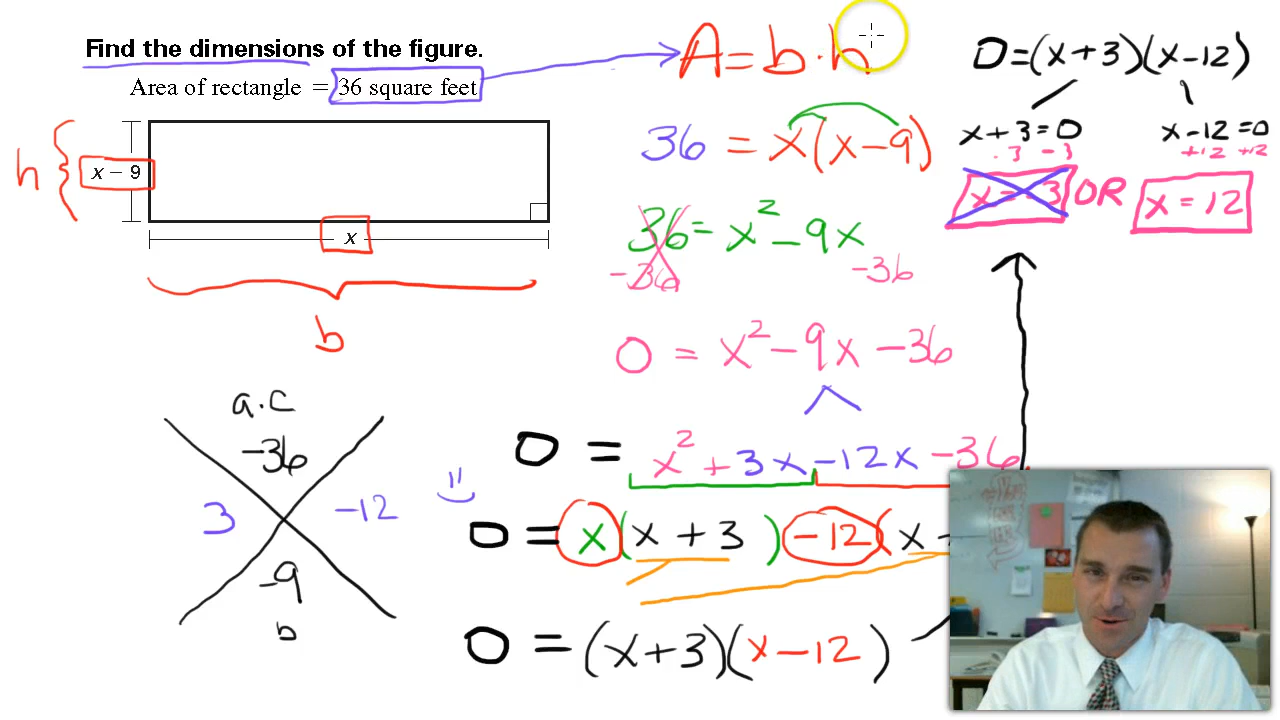 Find the dimensions of the figure.
Area of rectangle = 36 square feet
h
x − 9
x
b
a.c
-36
3
-12
-9
b
A = b · h
36 = x(x-9)
36 = x² - 9x
-36 -36
0 = x² - 9x - 36
0 = x² + 3x - 12x - 36
0 = x(x + 3) -12(x
0 = (x+3)(x-12)
0 = (x+3)(x-12)
x+3=0
-3 -3
x = -3
OR
x-12=0
+12 +12
x = 12